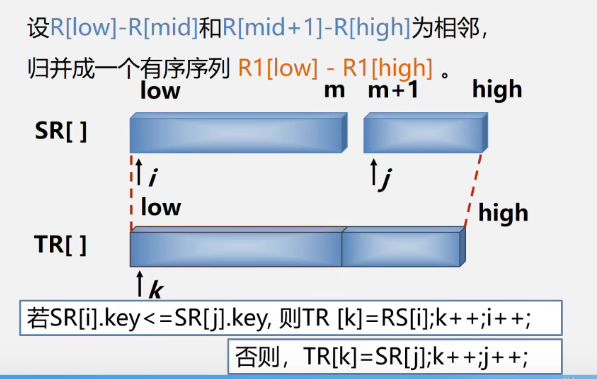 设R[low]-R[mid]和R[mid+1]-R[high]为相邻，
归并成一个有序序列 R1[low] - R1[high] 。
low m m+1 high
SR[ ]
i j
low high
TR[ ]
k
若SR[i].key<=SR[j].key, 则TR [k]=RS[i];k++;i++;
否则，TR[k]=SR[j];k++;j++;